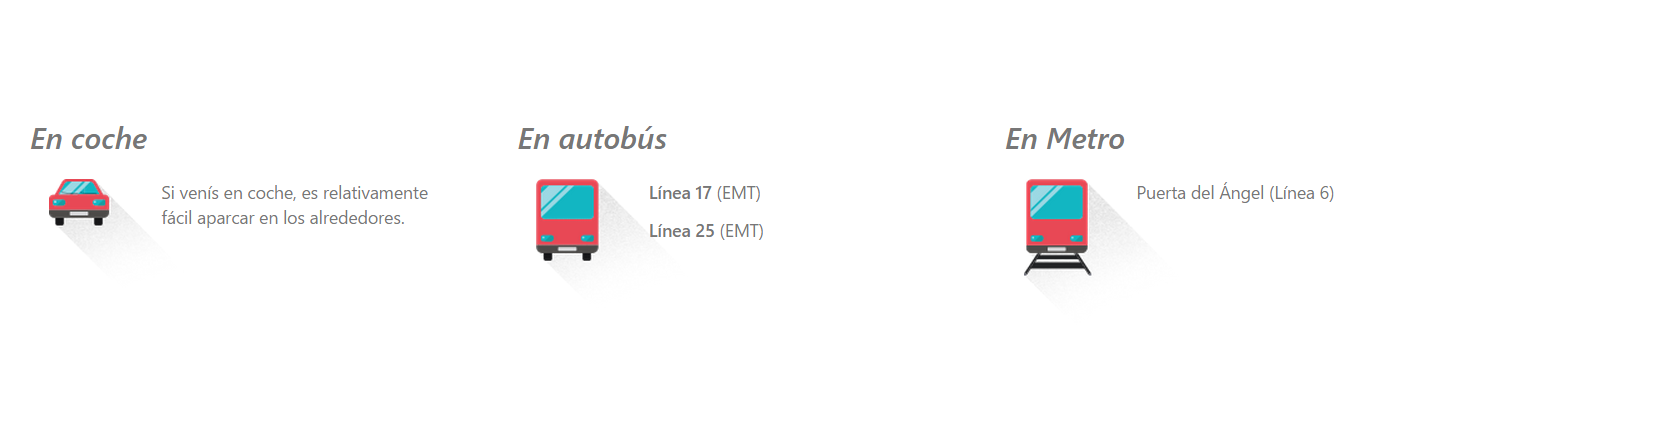 En coche
Si venís en coche, es relativamente
fácil aparcar en los alrededores.
En autobús
Línea 17 (EMT)
Línea 25 (EMT)
En Metro
Puerta del Ángel (Línea 6)